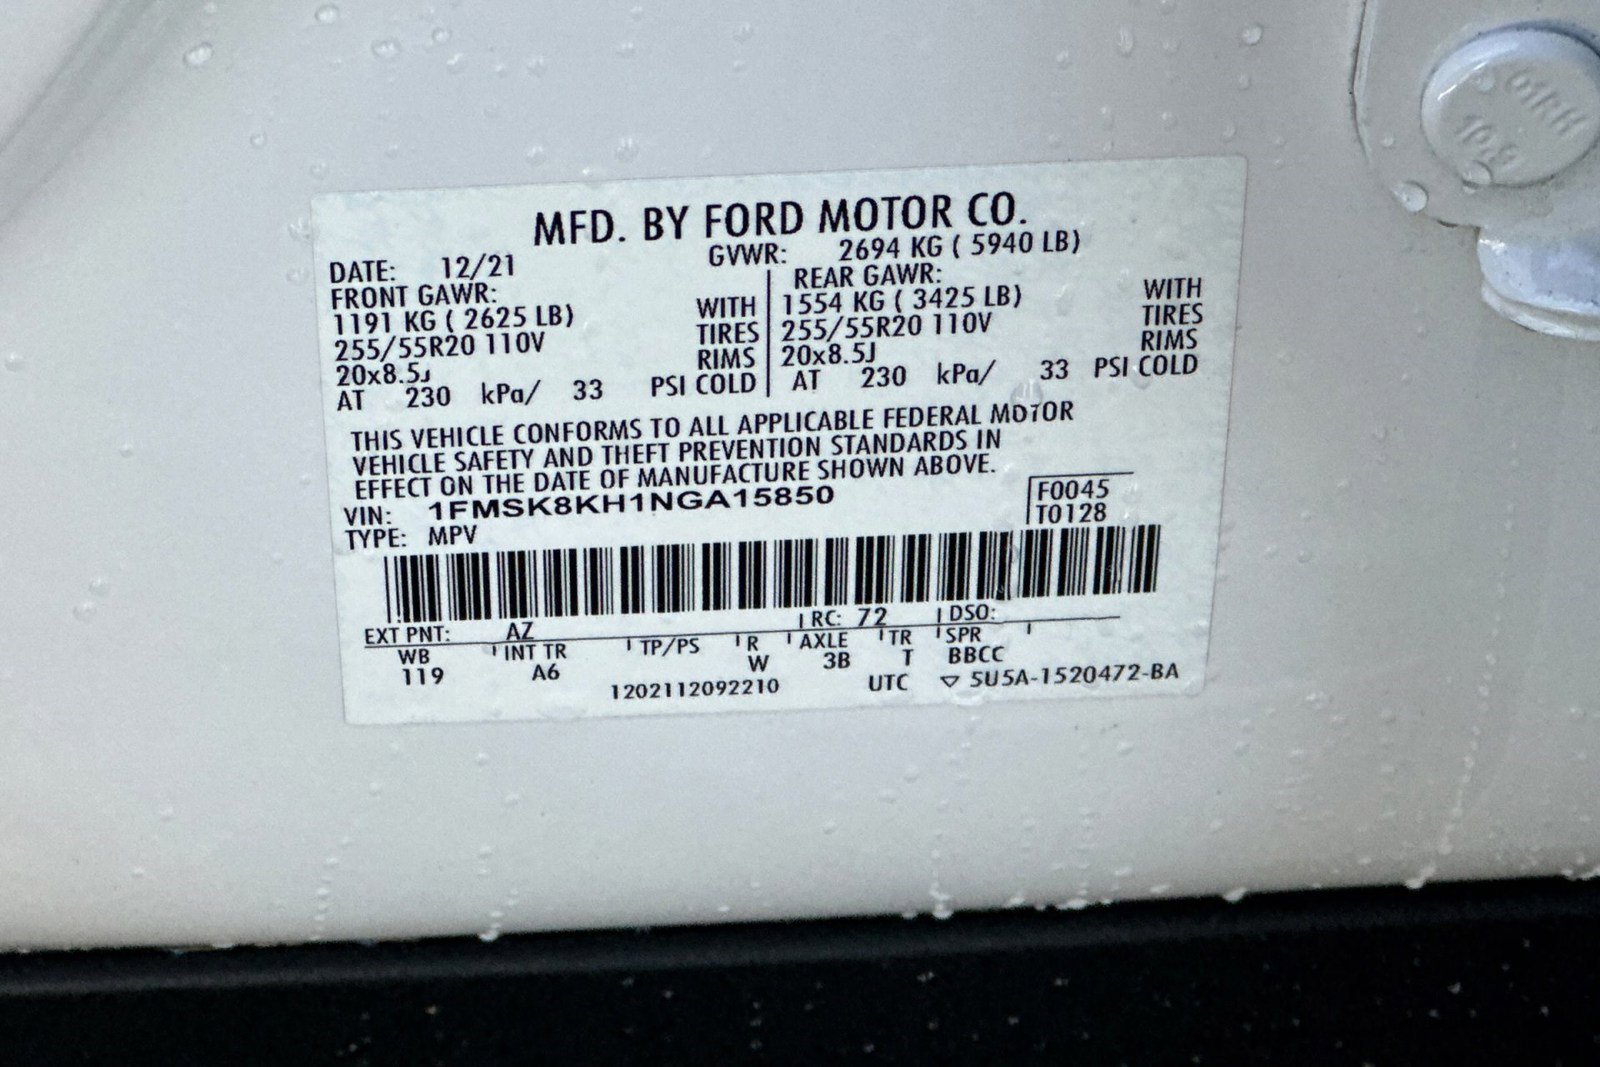 MFD. BY FORD MOTOR CO.
DATE: 12/21 GVWR: 2694 KG ( 5940 LB)
FRONT GAWR: REAR GAWR:
1191 KG ( 2625 LB) WITH 1554 KG ( 3425 LB) WITH
255/55R20 110V TIRES 255/55R20 110V TIRES
20x8.5J RIMS 20x8.5J RIMS
AT 230 kPa/ 33 PSI COLD AT 230 kPa/ 33 PSI COLD
THIS VEHICLE CONFORMS TO ALL APPLICABLE FEDERAL MOTOR
VEHICLE SAFETY AND THEFT PREVENTION STANDARDS IN
EFFECT ON THE DATE OF MANUFACTURE SHOWN ABOVE.
VIN: 1FMSK8KH1NGA15850 F0045
TYPE: MPV T0128
EXT PNT: AZ RC: 72 DSO:
WB INT TR TP/PS R AXLE TR SPR
119 A6 W 3B T BBCC
1202112092210 UTC ▽ 5U5A-1520472-BA